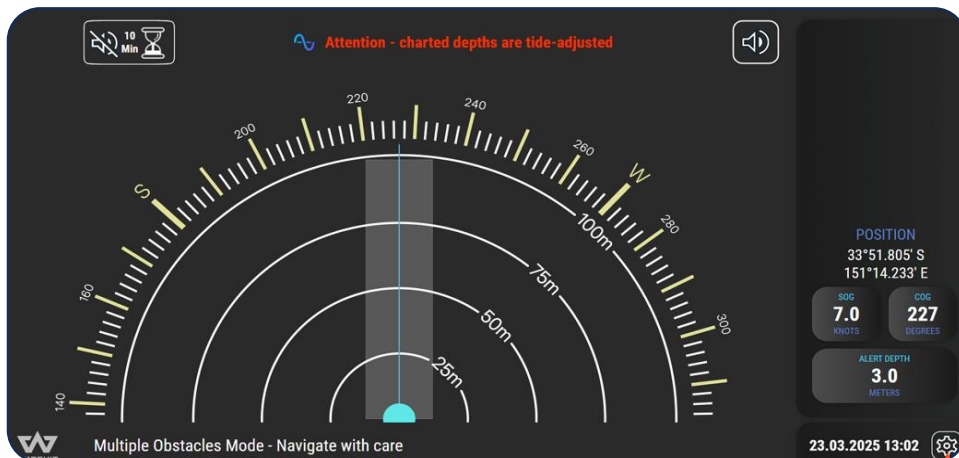 10
Min
Attention - charted depths are tide-adjusted
140
160
S
200
220
240
260
W
280
300
100m
75m
50m
25m
POSITION
33°51.805' S
151°14.233' E
SOG
7.0
KNOTS
COG
227
DEGREES
ALERT DEPTH
3.0
METERS
Multiple Obstacles Mode - Navigate with care
23.03.2025 13:02